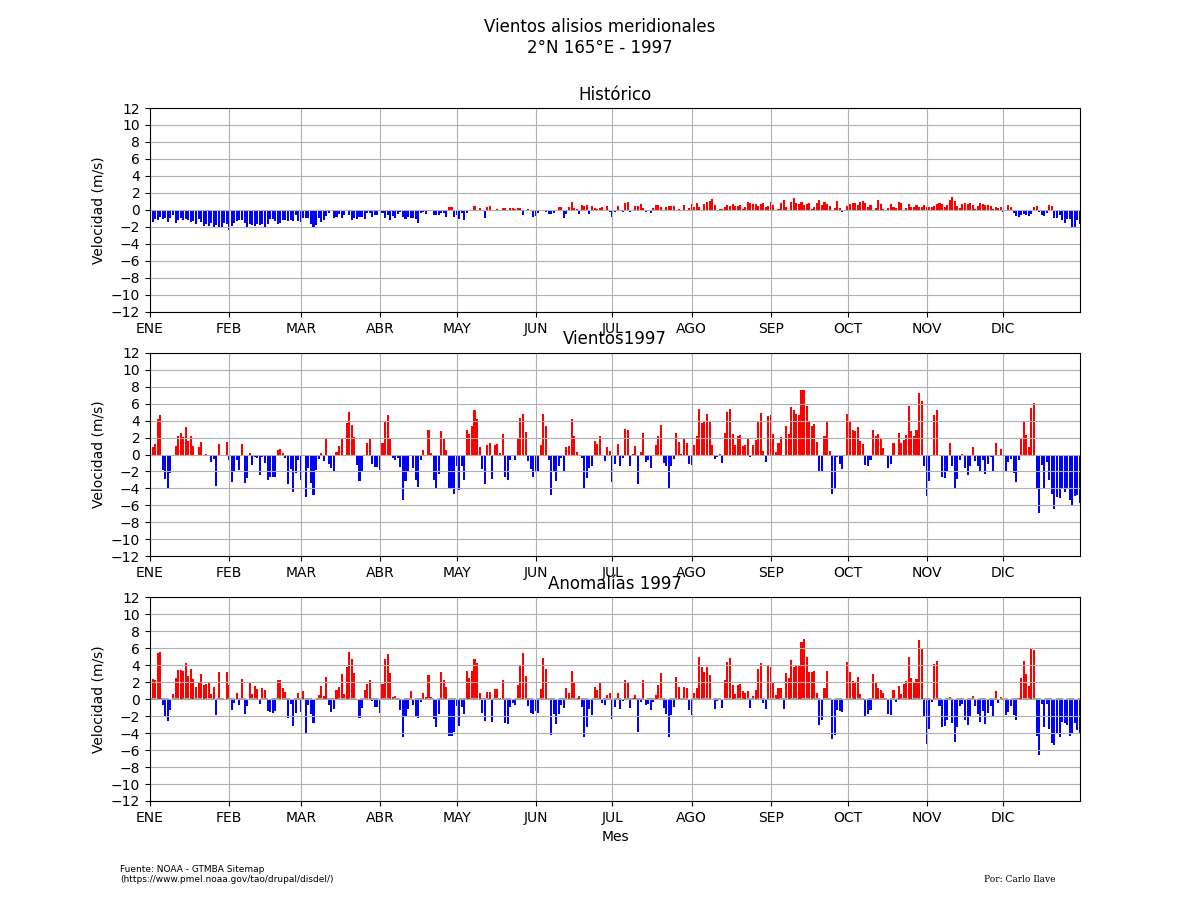 Vientos alisios meridionales
2°N 165°E - 1997
Histórico
12
10
8
6
4
2
0
−2
−4
−6
−8
−10
−12
Velocidad (m/s)
ENE FEB MAR ABR MAY JUN JUL AGO SEP OCT NOV DIC
Vientos1997
12
10
8
6
4
2
0
−2
−4
−6
−8
−10
−12
Velocidad (m/s)
ENE FEB MAR ABR MAY JUN JUL AGO SEP OCT NOV DIC
Anomalías 1997
12
10
8
6
4
2
0
−2
−4
−6
−8
−10
−12
Velocidad (m/s)
ENE FEB MAR ABR MAY JUN JUL AGO SEP OCT NOV DIC
Mes
Fuente: NOAA - GTMBA Sitemap
(https://www.pmel.noaa.gov/tao/drupal/disdel/)
Por: Carlo Ilave